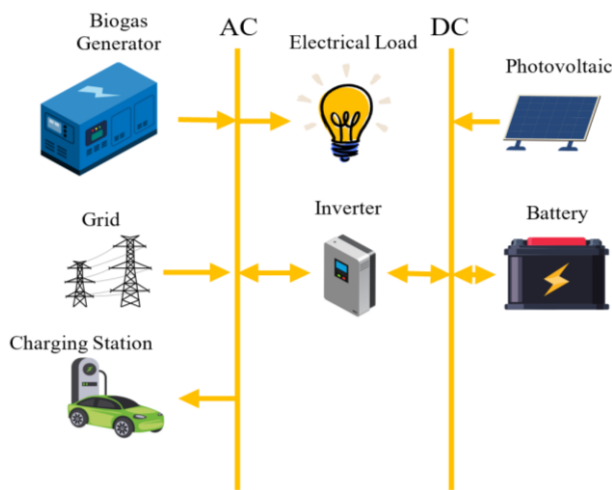 Biogas
Generator
AC
Electrical Load
DC
Photovoltaic
Grid
Inverter
Battery
Charging Station